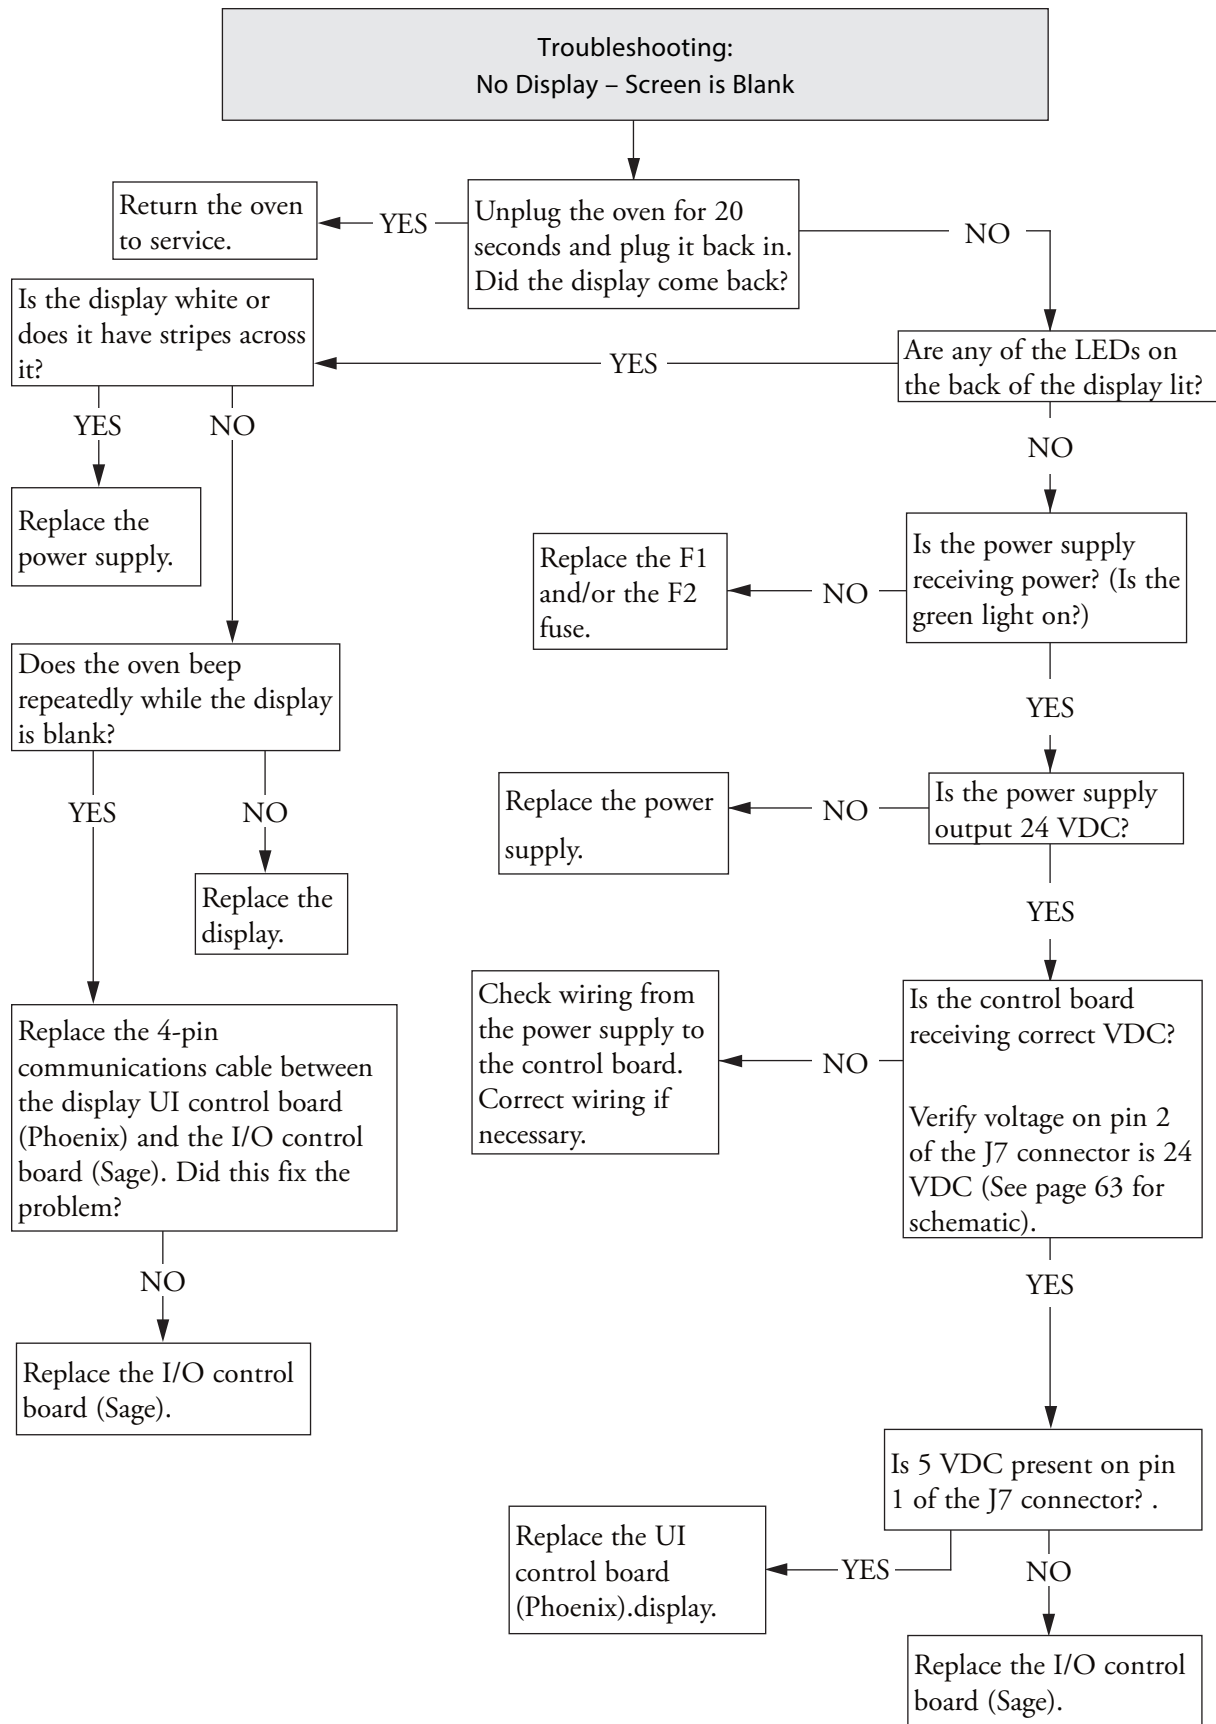 Troubleshooting:
No Display – Screen is Blank
Unplug the oven for 20
seconds and plug it back in.
Did the display come back?
YES
Return the oven
to service.
NO
Are any of the LEDs on
the back of the display lit?
YES
Is the display white or
does it have stripes across
it?
YES
NO
Replace the
power supply.
Does the oven beep
repeatedly while the display
is blank?
YES
NO
Replace the
display.
Replace the 4-pin
communications cable between
the display UI control board
(Phoenix) and the I/O control
board (Sage). Did this fix the
problem?
NO
Replace the I/O control
board (Sage).
NO
Is the power supply
receiving power? (Is the
green light on?)
NO
Replace the F1
and/or the F2
fuse.
YES
Is the power supply
output 24 VDC?
NO
Replace the power
supply.
YES
Is the control board
receiving correct VDC?
Verify voltage on pin 2
of the J7 connector is 24
VDC (See page 63 for
schematic).
NO
Check wiring from
the power supply to
the control board.
Correct wiring if
necessary.
YES
Is 5 VDC present on pin
1 of the J7 connector? .
YES
Replace the UI
control board
(Phoenix).display.
NO
Replace the I/O control
board (Sage).